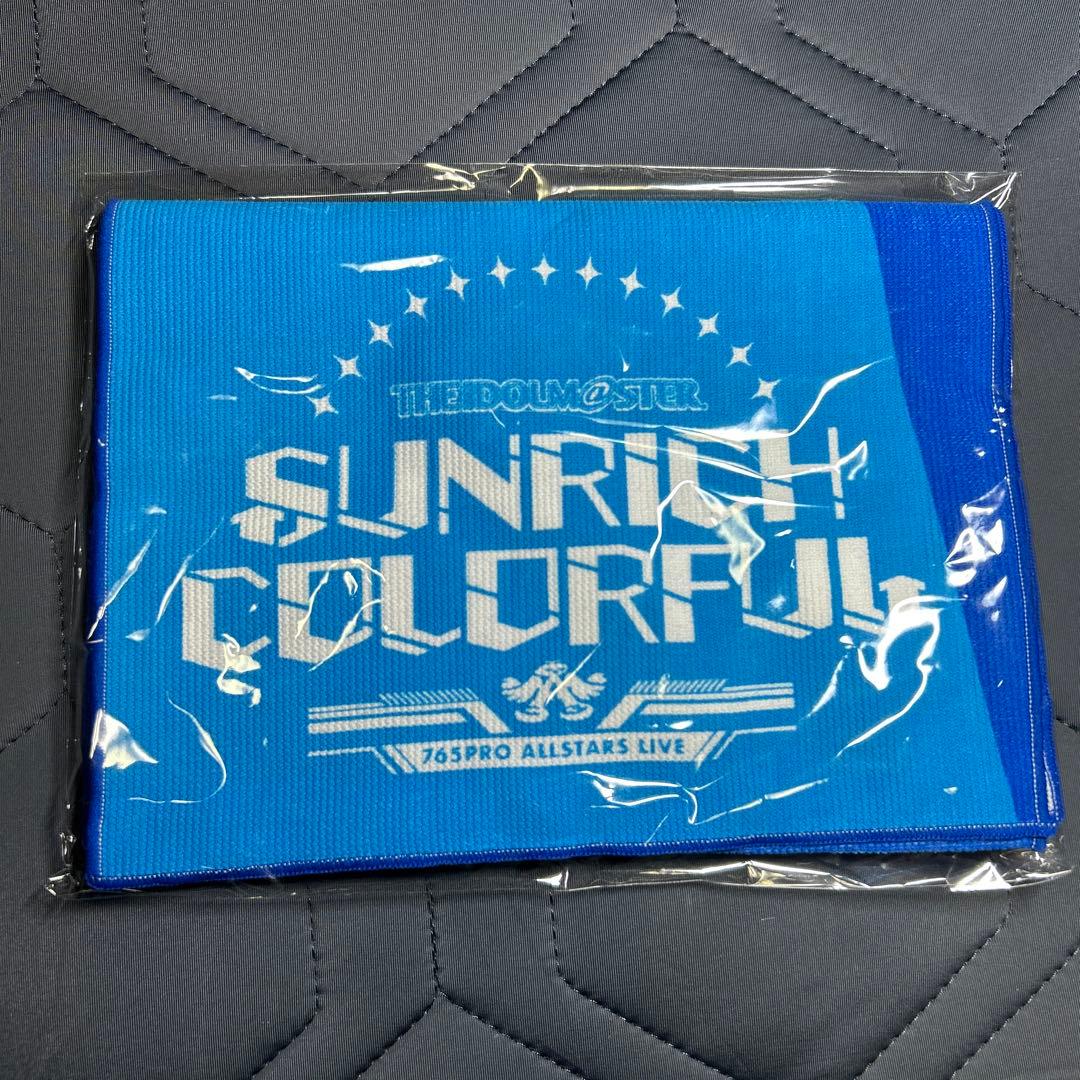 THE IDOLM@STER
SUNRICH
COLORFUL
765PRO ALLSTARS LIVE